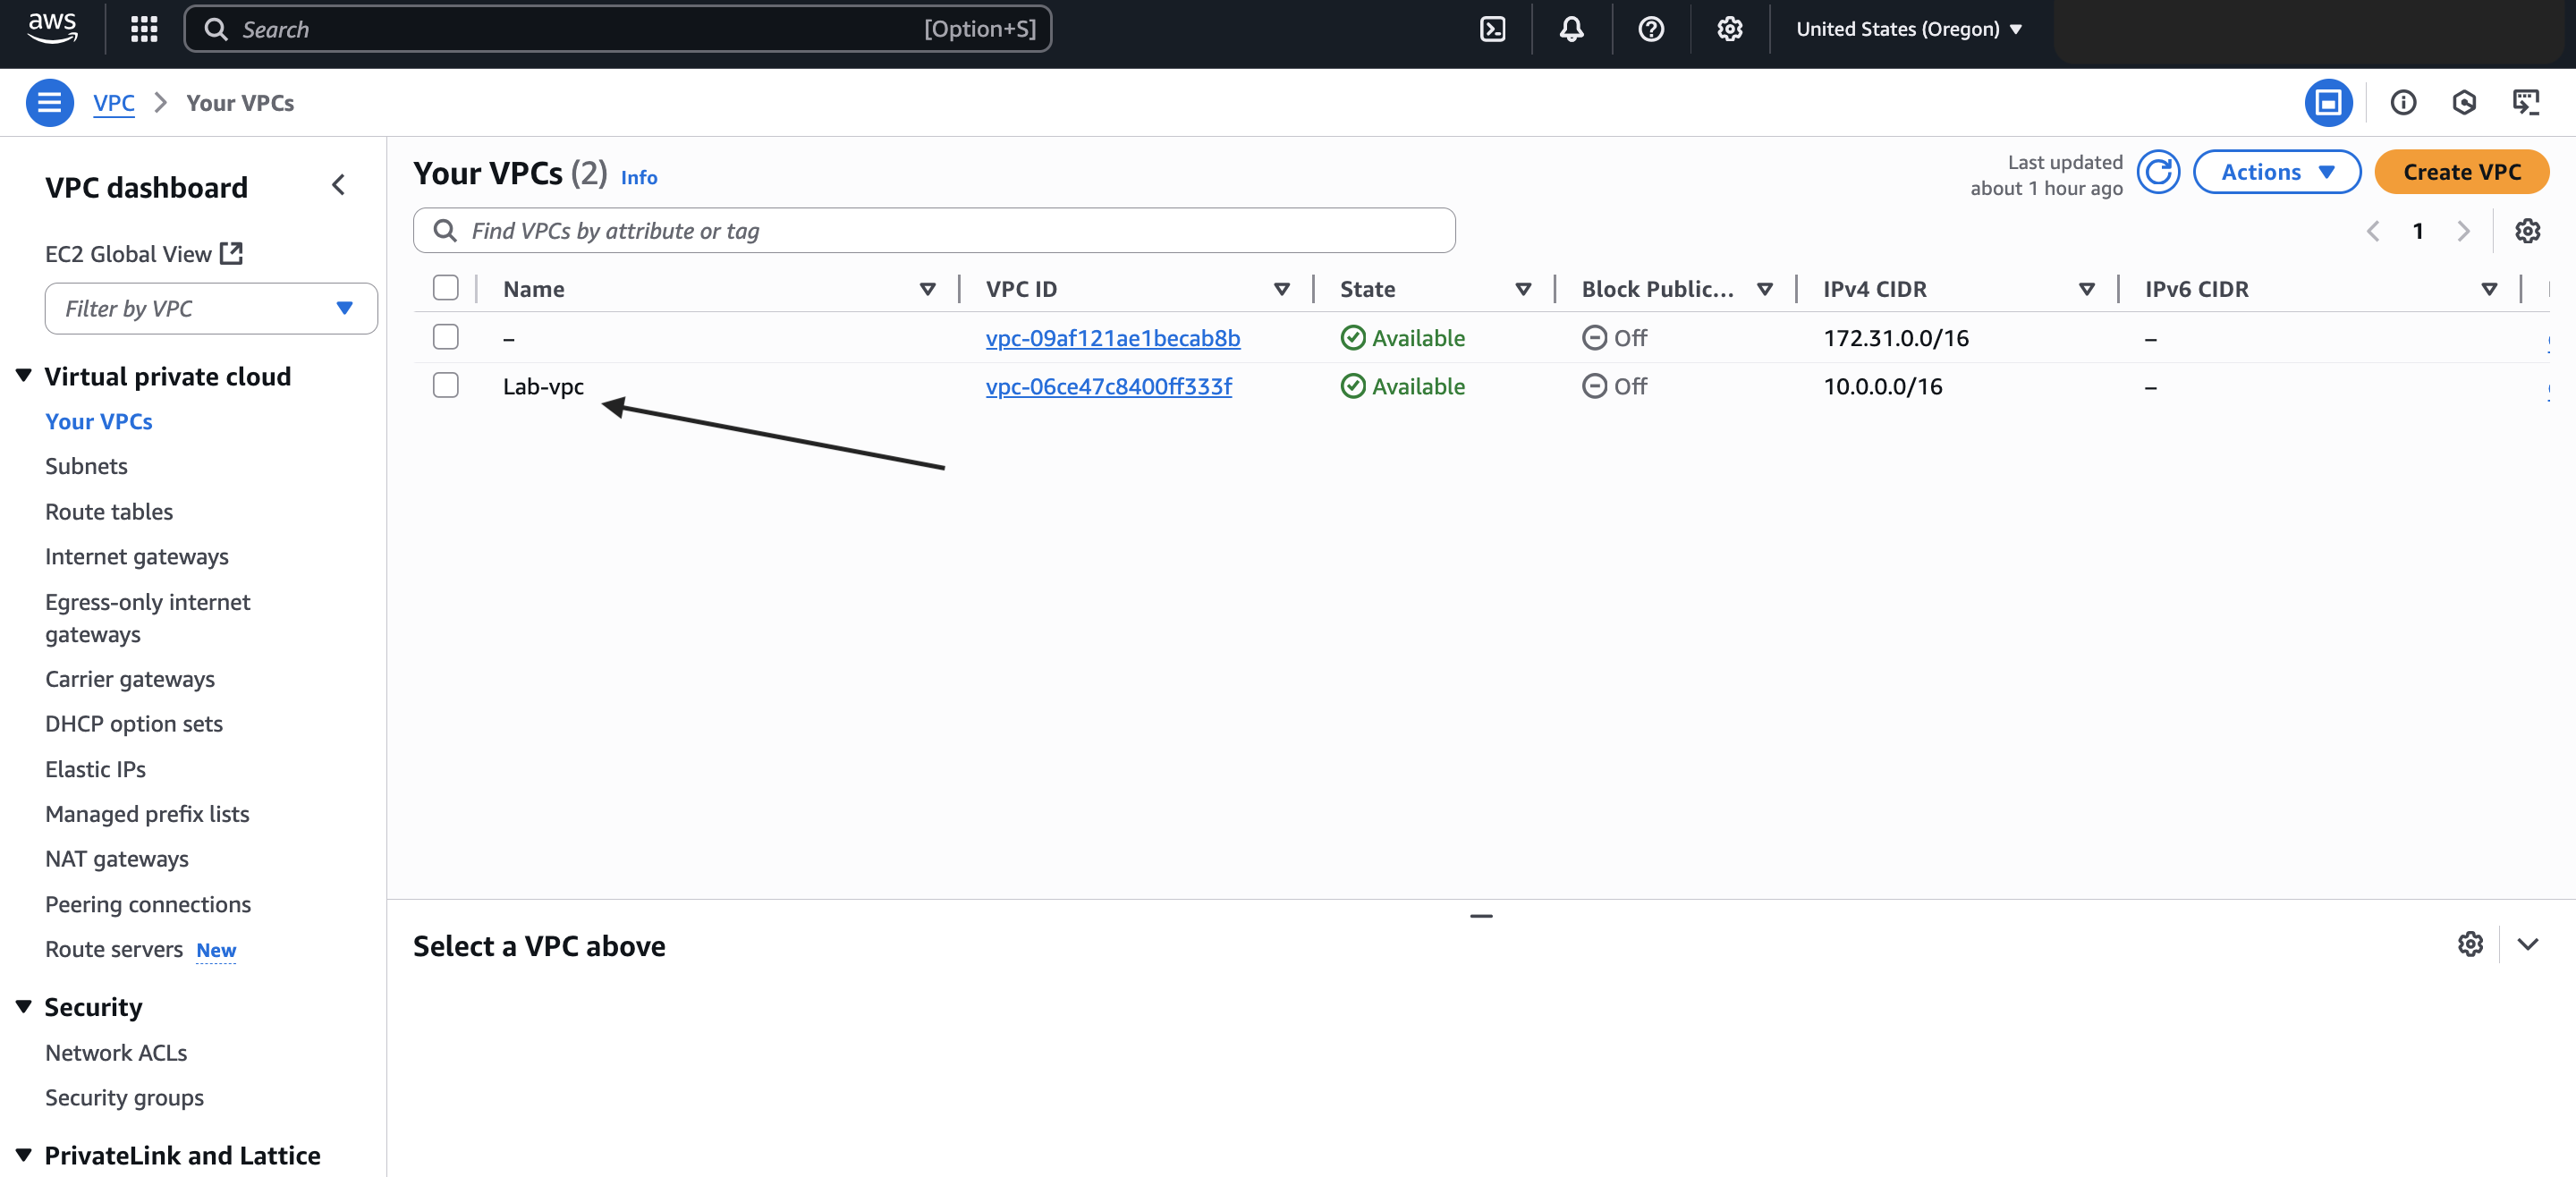 aws
Search [Option+S]
United States (Oregon)
VPC Your VPCs
VPC dashboard
EC2 Global View
Filter by VPC
Virtual private cloud
Your VPCs
Subnets
Route tables
Internet gateways
Egress-only internet
gateways
Carrier gateways
DHCP option sets
Elastic IPs
Managed prefix lists
NAT gateways
Peering connections
Route servers New
Security
Network ACLs
Security groups
PrivateLink and Lattice
Your VPCs (2) Info
Last updated
about 1 hour ago
Actions
Create VPC
Find VPCs by attribute or tag
1
Name VPC ID State Block Public... IPv4 CIDR IPv6 CIDR
– vpc-09af121ae1becab8b Available Off 172.31.0.0/16 –
Lab-vpc vpc-06ce47c8400ff333f Available Off 10.0.0.0/16 –
Select a VPC above